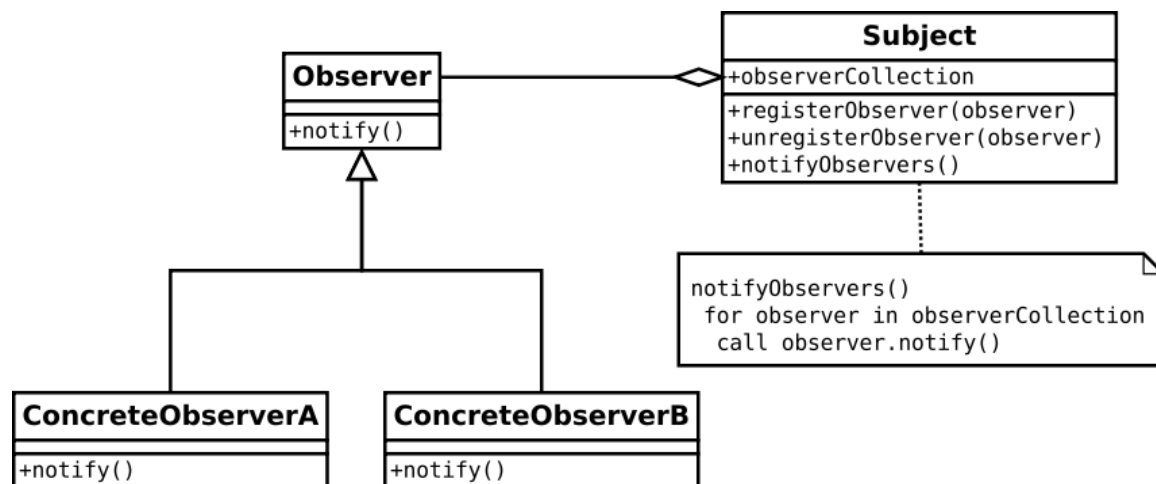 Observer
+notify()
Subject
+observerCollection
+registerObserver(observer)
+unregisterObserver(observer)
+notifyObservers()
notifyObservers()
for observer in observerCollection
call observer.notify()
ConcreteObserverA
+notify()
ConcreteObserverB
+notify()